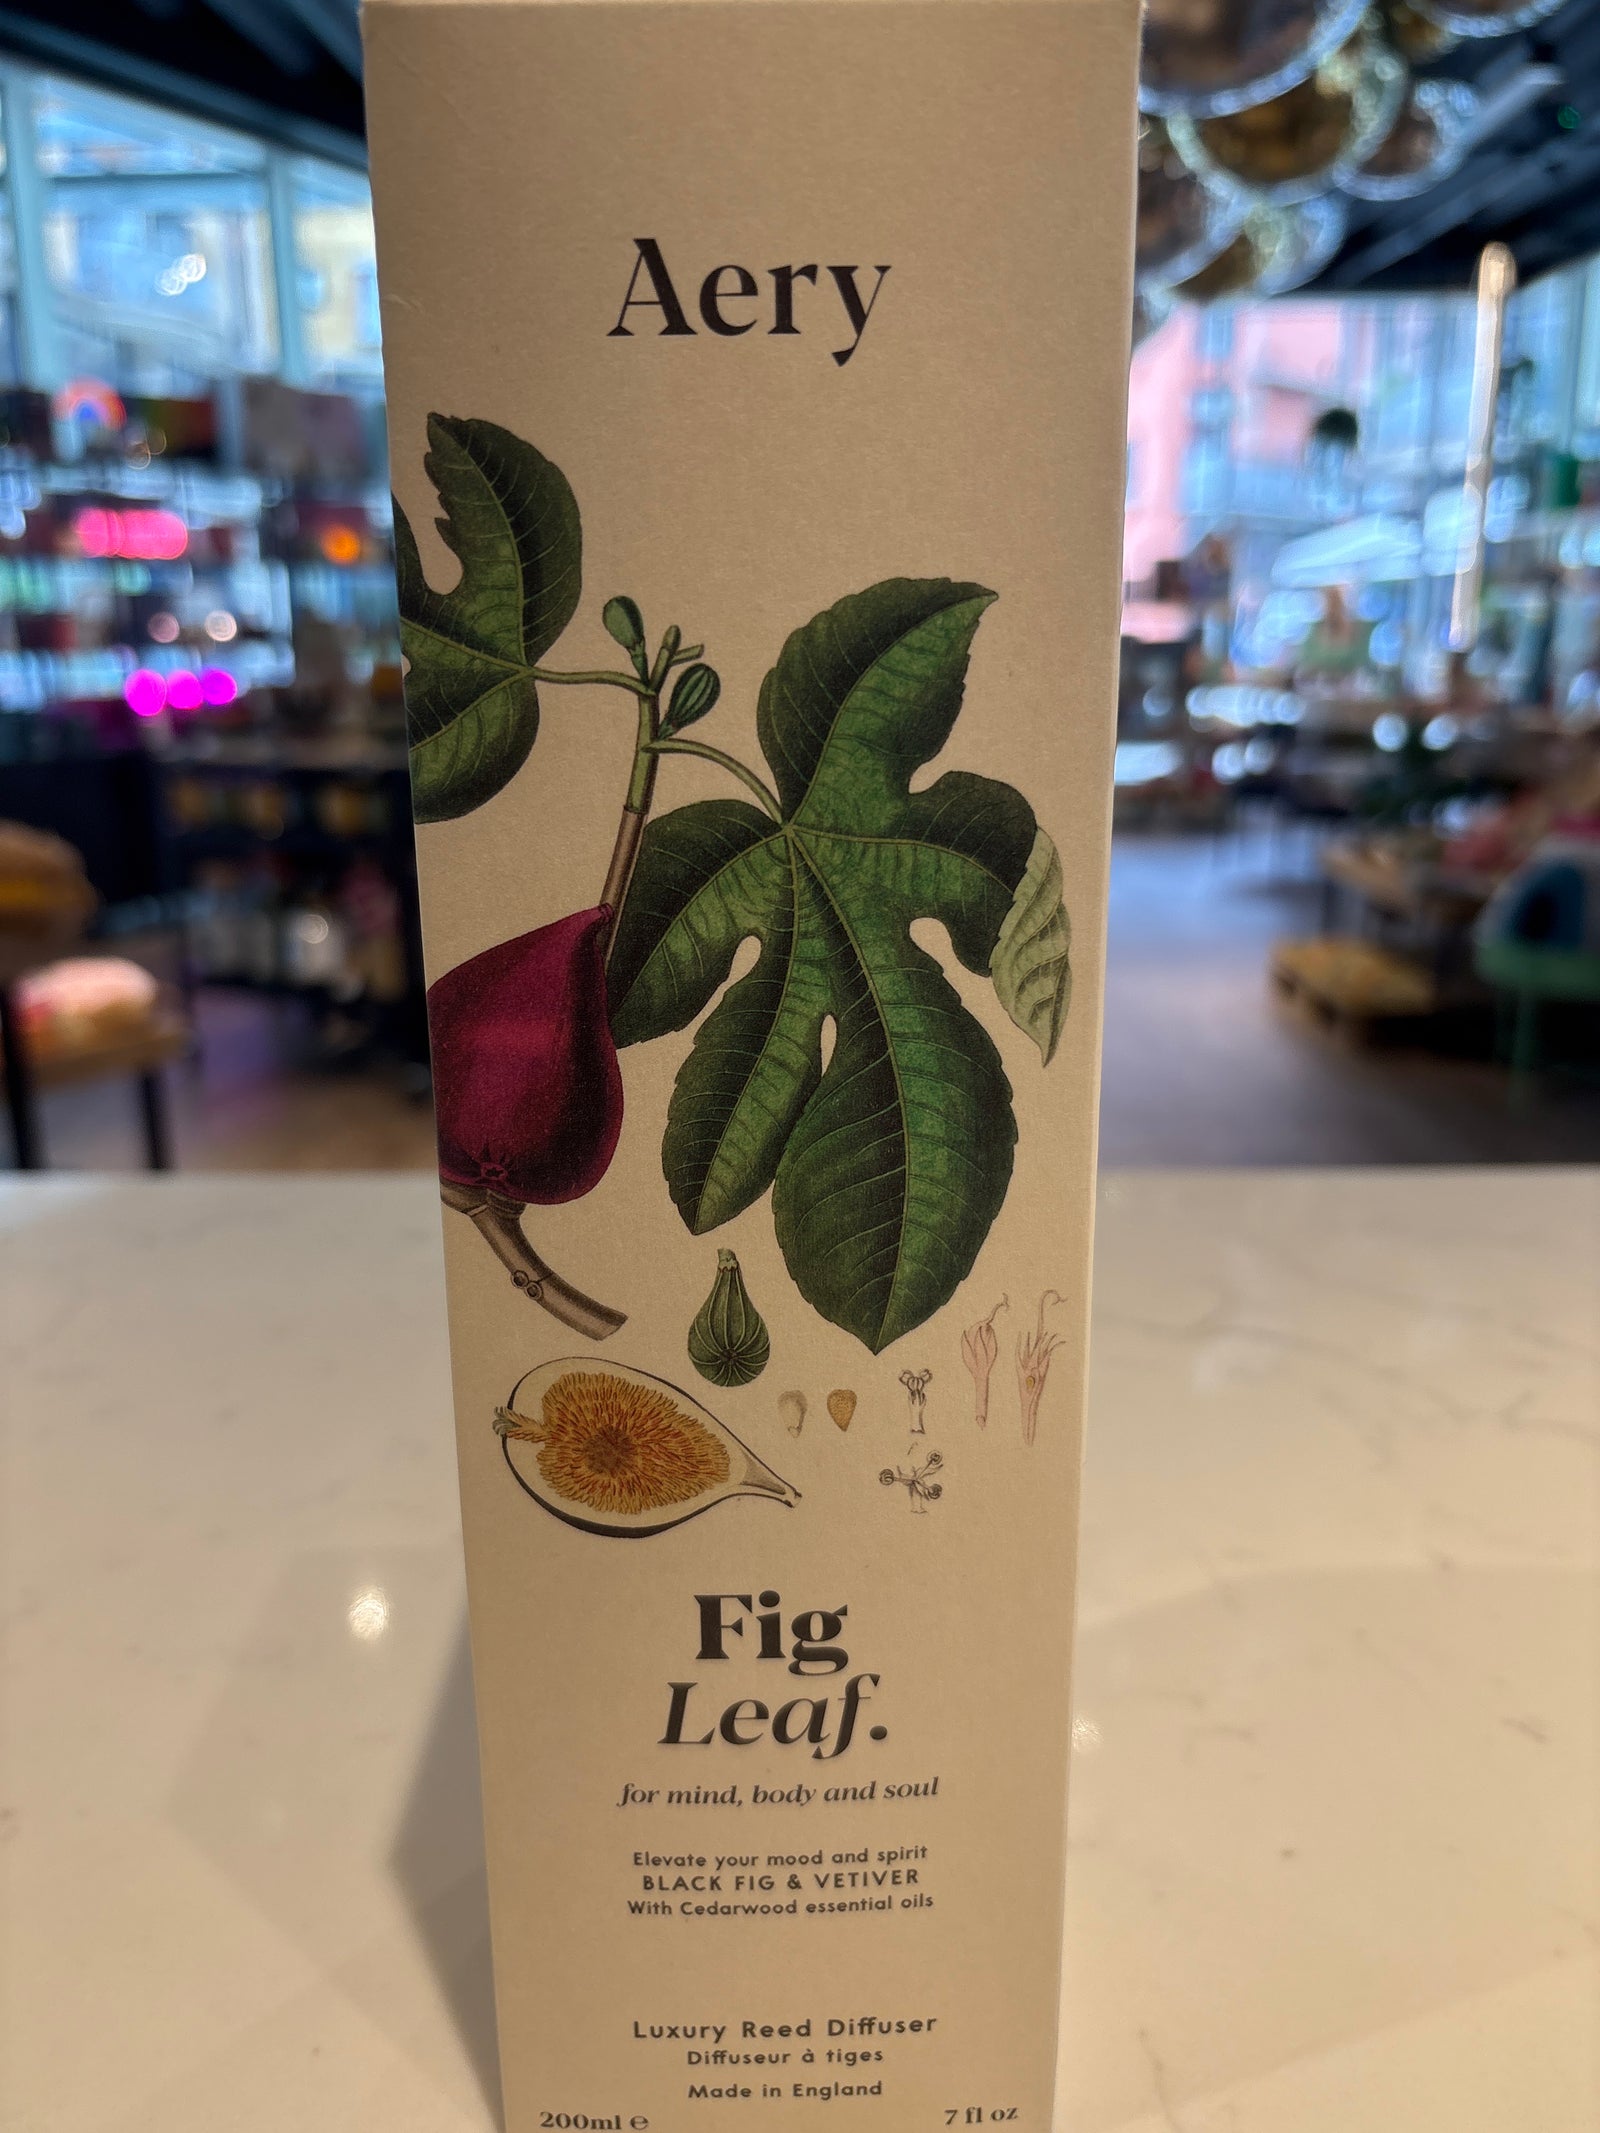 Aery
Fig
Leaf.
for mind, body and soul
Elevate your mood and spirit
BLACK FIG & VETIVER
With Cedarwood essential oils
Luxury Reed Diffuser
Diffuseur à tiges
Made in England
200ml ℮ 7 fl oz